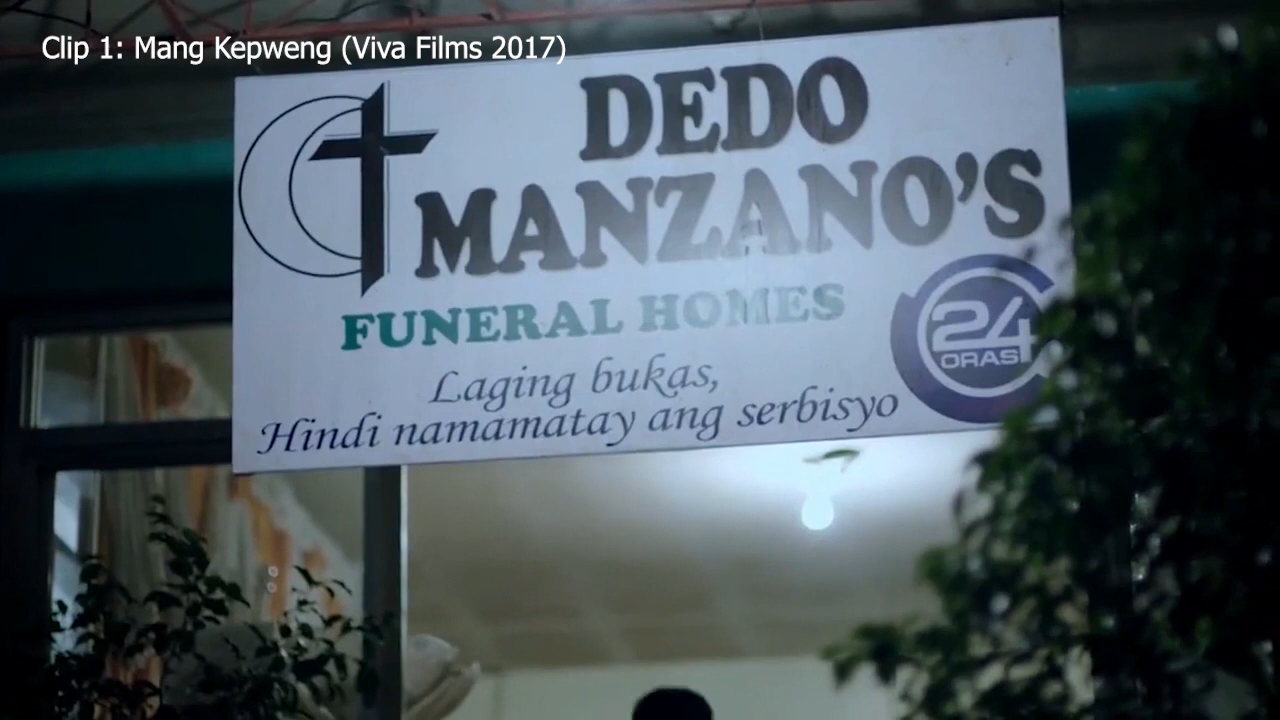 Clip 1: Mang Kepweng (Viva Films 2017)
DEDO
MANZANO'S
FUNERAL HOMES
24
ORAS
Laging bukas,
Hindi namamatay ang serbisyo